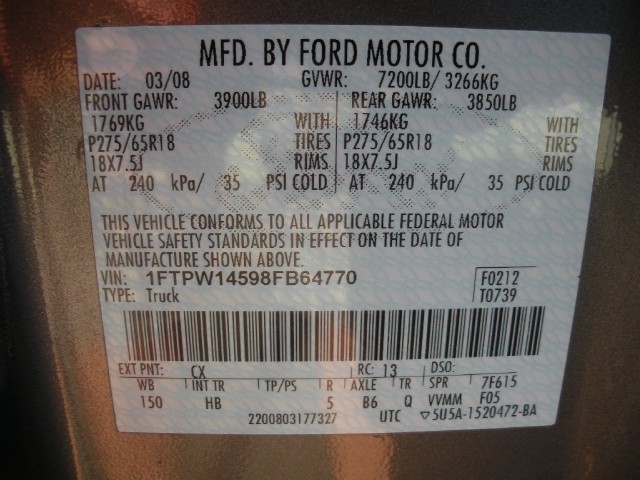 MFD. BY FORD MOTOR CO.
DATE: 03/08 GVWR: 7200LB/ 3266KG
FRONT GAWR: 3900LB REAR GAWR: 3850LB
1769KG WITH 1746KG WITH
P275/65R18 TIRES P275/65R18 TIRES
18X7.5J RIMS 18X7.5J RIMS
AT 240 kPa/ 35 PSI COLD AT 240 kPa/ 35 PSI COLD
THIS VEHICLE CONFORMS TO ALL APPLICABLE FEDERAL MOTOR
VEHICLE SAFETY STANDARDS IN EFFECT ON THE DATE OF
MANUFACTURE SHOWN ABOVE.
VIN: 1FTPW14598FB64770 F0212
TYPE: Truck T0739
EXT PNT: CX RC: 13 DSO:
WB INT TR TP/PS R AXLE TR SPR 7F615
150 HB 5 B6 Q VVMM F05
2200803177327 UTC ▽5U5A-1520472-BA